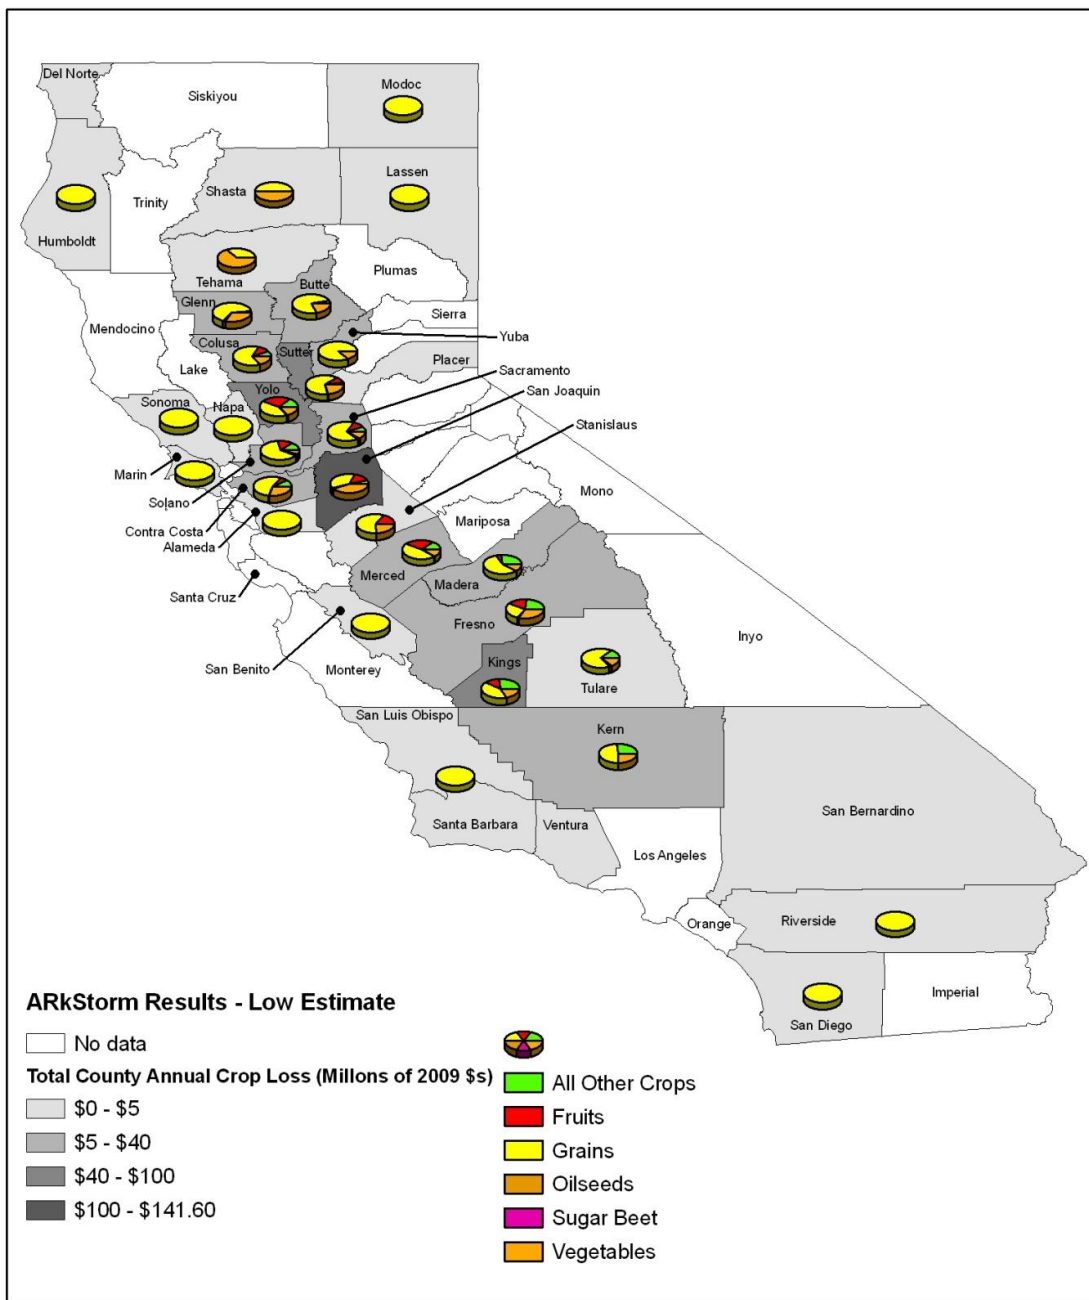 Del Norte
Siskiyou
Modoc
Shasta
Lassen
Trinity
Humboldt
Tehama
Plumas
Butte
Glenn
Sierra
Mendocino
Yuba
Colusa
Sutter
Placer
Lake
Sacramento
Yolo
San Joaquin
Sonoma
Napa
Stanislaus
Marin
Mono
Solano
Mariposa
Contra Costa
Alameda
Merced
Madera
Santa Cruz
Fresno
Inyo
San Benito
Kings
Monterey
Tulare
San Luis Obispo
Kern
San Bernardino
Santa Barbara
Ventura
Los Angeles
Riverside
Orange
Imperial
San Diego
ARkStorm Results - Low Estimate
No data
Total County Annual Crop Loss (Millons of 2009 $s)
$0 - $5
$5 - $40
$40 - $100
$100 - $141.60
All Other Crops
Fruits
Grains
Oilseeds
Sugar Beet
Vegetables